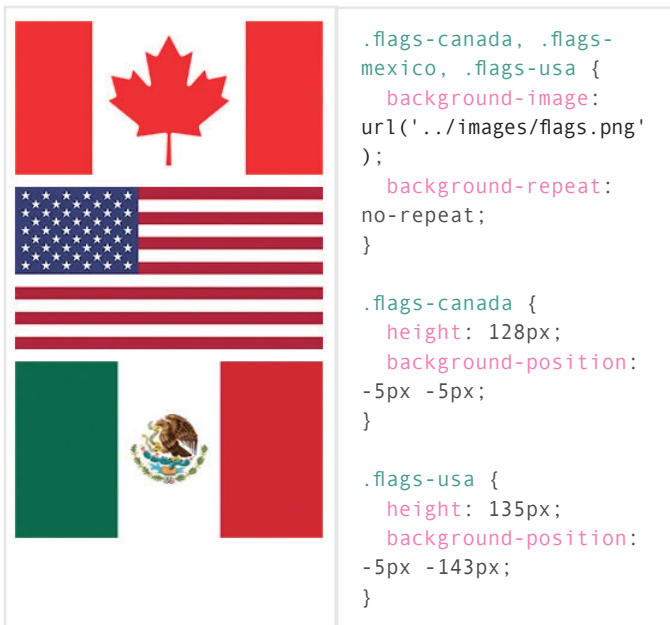 .flags-canada, .flags-
mexico, .flags-usa {
background-image:
url('../images/flags.png'
);
background-repeat:
no-repeat;
}
.flags-canada {
height: 128px;
background-position:
-5px -5px;
}
.flags-usa {
height: 135px;
background-position:
-5px -143px;
}